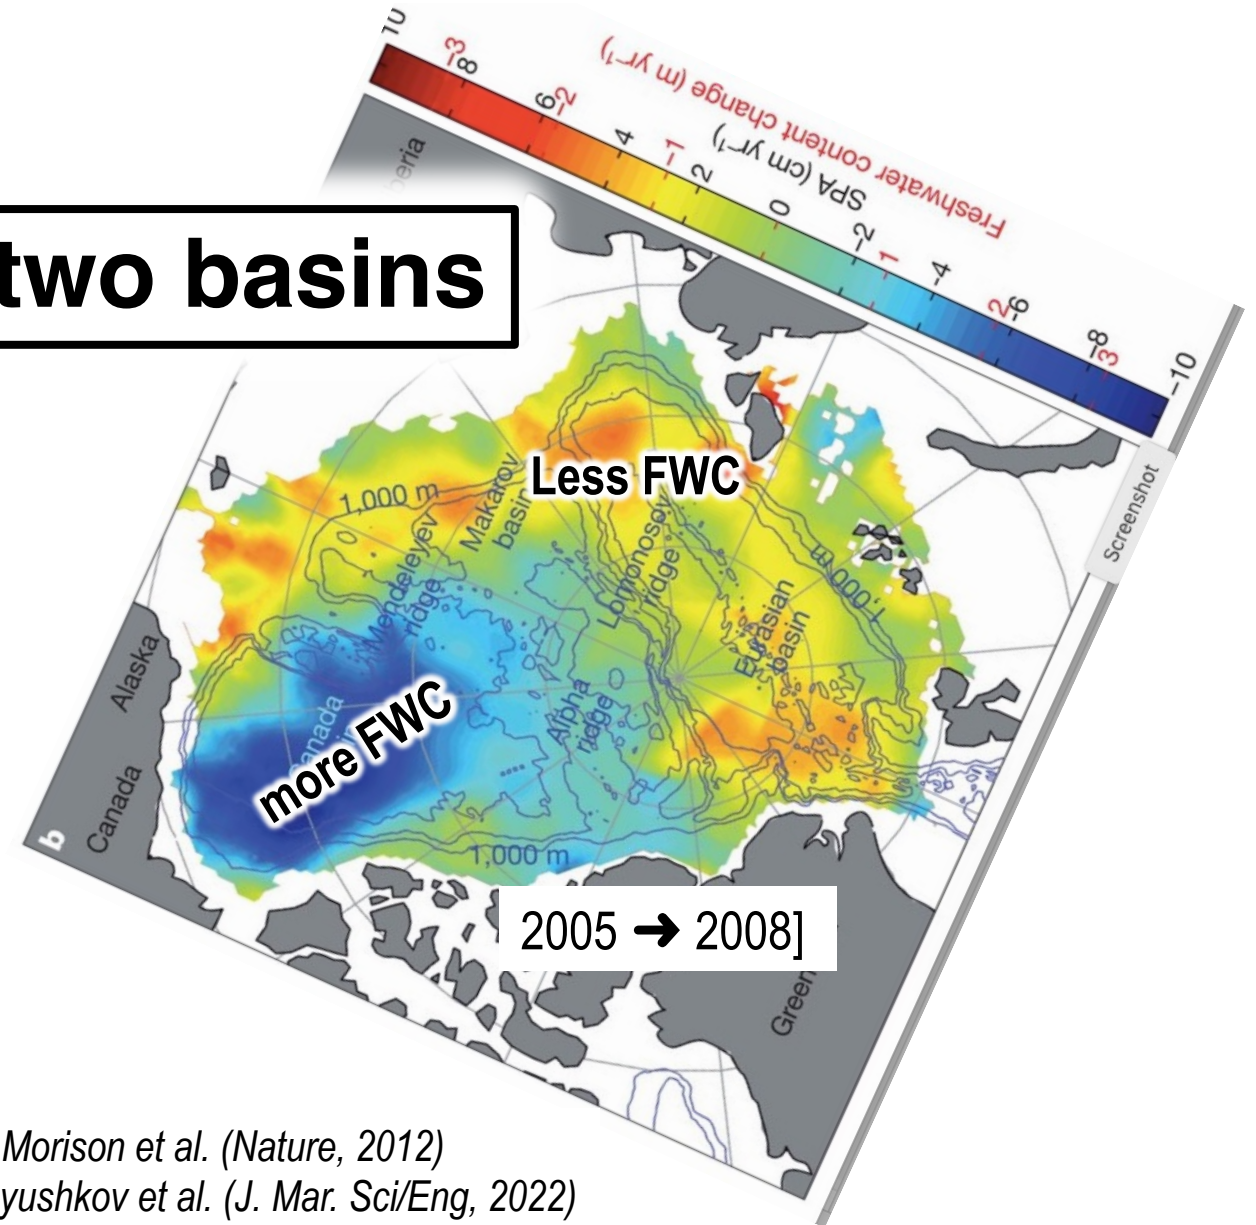 two basins
Freshwater content change (m yr⁻¹)
SPA (cm yr⁻¹)
10 8 6 4 2 0 −2 −4 −6 −8 −10
−3 −2 −1 1 2 3
Less FWC
more FWC
1,000 m
Makarov
basin
Mendeleyev
ridge
Lomonosov
ridge
1,000 m
Eurasian
basin
Alpha
ridge
1,000 m
Alaska
Canada
b
Screenshot
2005 ➜ 2008]
Morison et al. (Nature, 2012)
yushkov et al. (J. Mar. Sci/Eng, 2022)